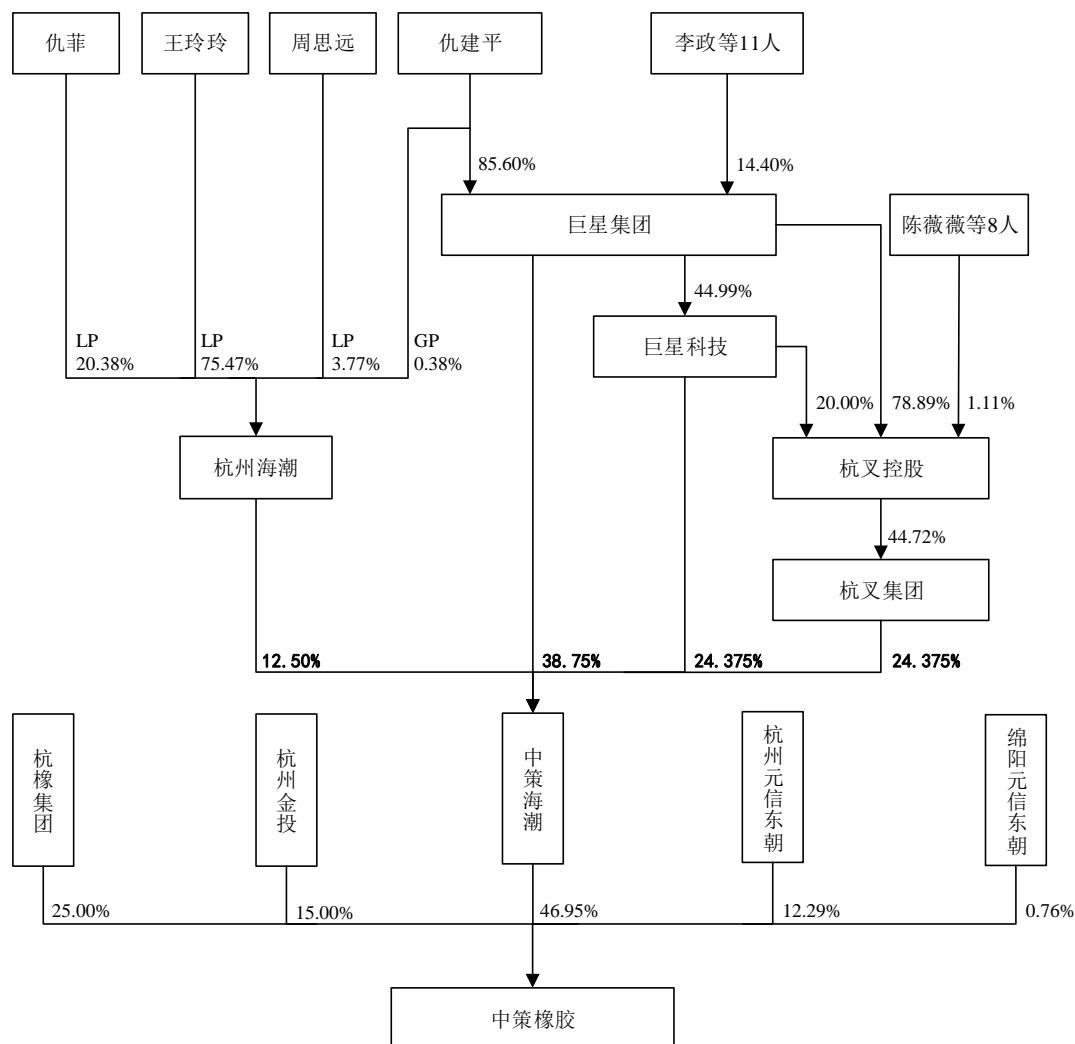 仇菲
王玲玲
周思远
仇建平
李政等11人
85.60%
14.40%
巨星集团
陈薇薇等8人
44.99%
LP
20.38%
LP
75.47%
LP
3.77%
GP
0.38%
巨星科技
20.00%
78.89%
1.11%
杭州海潮
杭叉控股
44.72%
杭叉集团
12.50%
38.75%
24.375%
24.375%
杭橡集团
杭州金投
中策海潮
杭州元信东朝
绵阳元信东朝
25.00%
15.00%
46.95%
12.29%
0.76%
中策橡胶